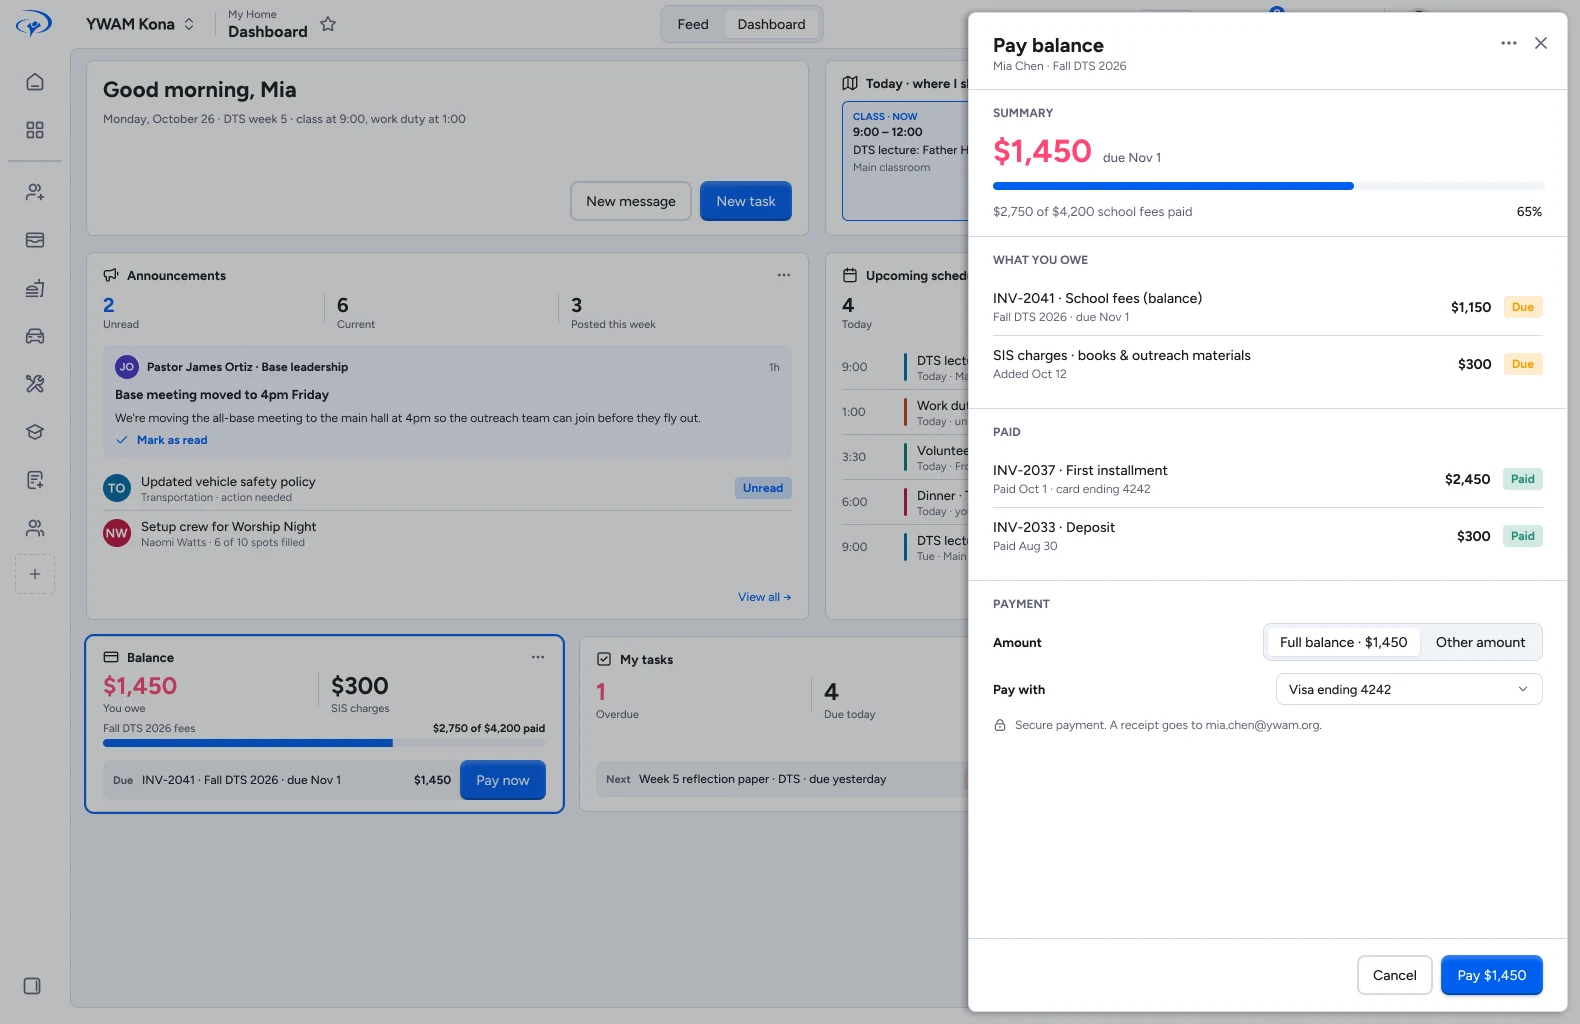 YWAM Kona
My Home
Dashboard
Feed
Dashboard
Good morning, Mia
Monday, October 26 · DTS week 5 · class at 9:00, work duty at 1:00
New message
New task
Today · where I s
CLASS · NOW
9:00 – 12:00
DTS lecture: Father H
Main classroom
Announcements
2
Unread
6
Current
3
Posted this week
JO
Pastor James Ortiz · Base leadership
1h
Base meeting moved to 4pm Friday
We're moving the all-base meeting to the main hall at 4pm so the outreach team can join before they fly out.
Mark as read
TO
Updated vehicle safety policy
Transportation · action needed
Unread
NW
Setup crew for Worship Night
Naomi Watts · 6 of 10 spots filled
View all →
Upcoming sched
4
Today
9:00
DTS lect
Today · Ma
1:00
Work dut
Today · un
3:30
Voluntee
Today · Fro
6:00
Dinner · T
Today · yo
9:00
DTS lect
Tue · Main
Balance
$1,450
You owe
$300
SIS charges
Fall DTS 2026 fees
$2,750 of $4,200 paid
Due
INV-2041 · Fall DTS 2026 · due Nov 1
$1,450
Pay now
My tasks
1
Overdue
4
Due today
Next
Week 5 reflection paper · DTS · due yesterday
Pay balance
Mia Chen · Fall DTS 2026
SUMMARY
$1,450 due Nov 1
$2,750 of $4,200 school fees paid
65%
WHAT YOU OWE
INV-2041 · School fees (balance)
Fall DTS 2026 · due Nov 1
$1,150
Due
SIS charges · books & outreach materials
Added Oct 12
$300
Due
PAID
INV-2037 · First installment
Paid Oct 1 · card ending 4242
$2,450
Paid
INV-2033 · Deposit
Paid Aug 30
$300
Paid
PAYMENT
Amount
Full balance · $1,450
Other amount
Pay with
Visa ending 4242
Secure payment. A receipt goes to mia.chen@ywam.org.
Cancel
Pay $1,450